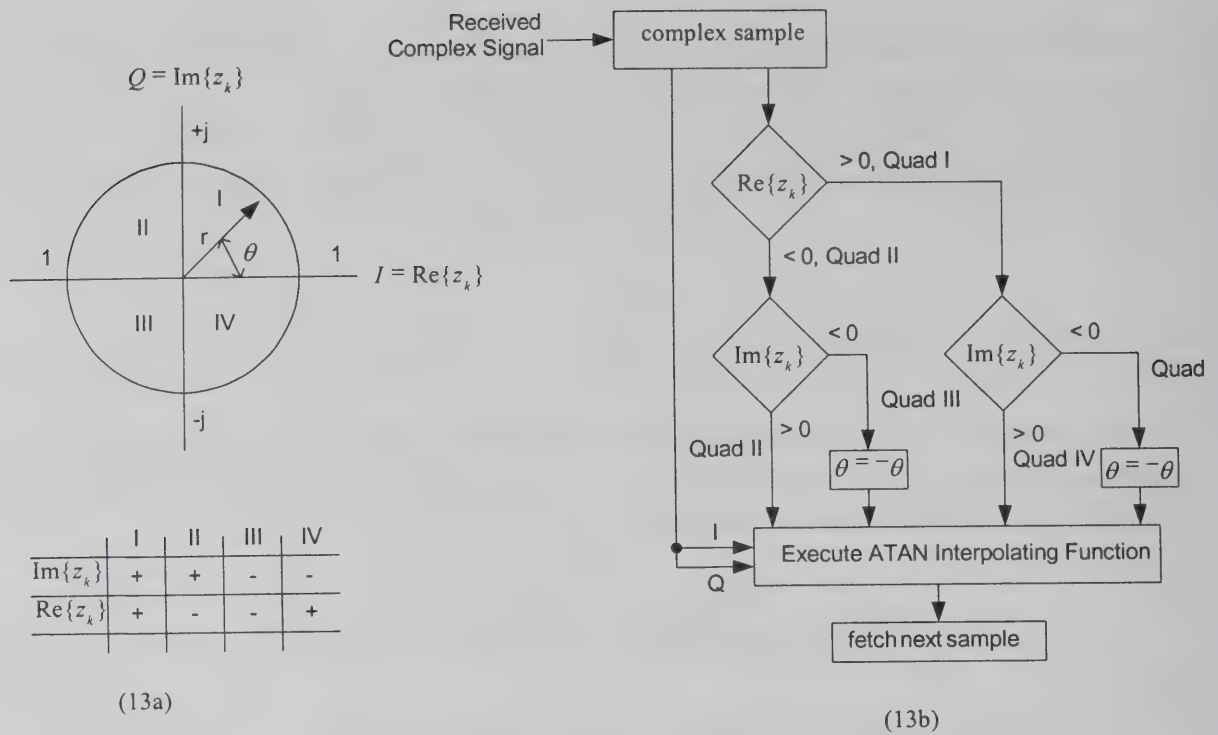 Q = Im{z_k}
+j
I
II
r
θ
1
1
I = Re{z_k}
III
IV
-j
I II III IV
Im{z_k} + + - -
Re{z_k} + - - +
(13a)
Received
Complex Signal
complex sample
Re{z_k}
> 0, Quad I
< 0, Quad II
Im{z_k}
< 0
Quad III
> 0
Quad II
θ = -θ
Im{z_k}
< 0
Quad
> 0
Quad IV
θ = -θ
I
Q
Execute ATAN Interpolating Function
fetch next sample
(13b)